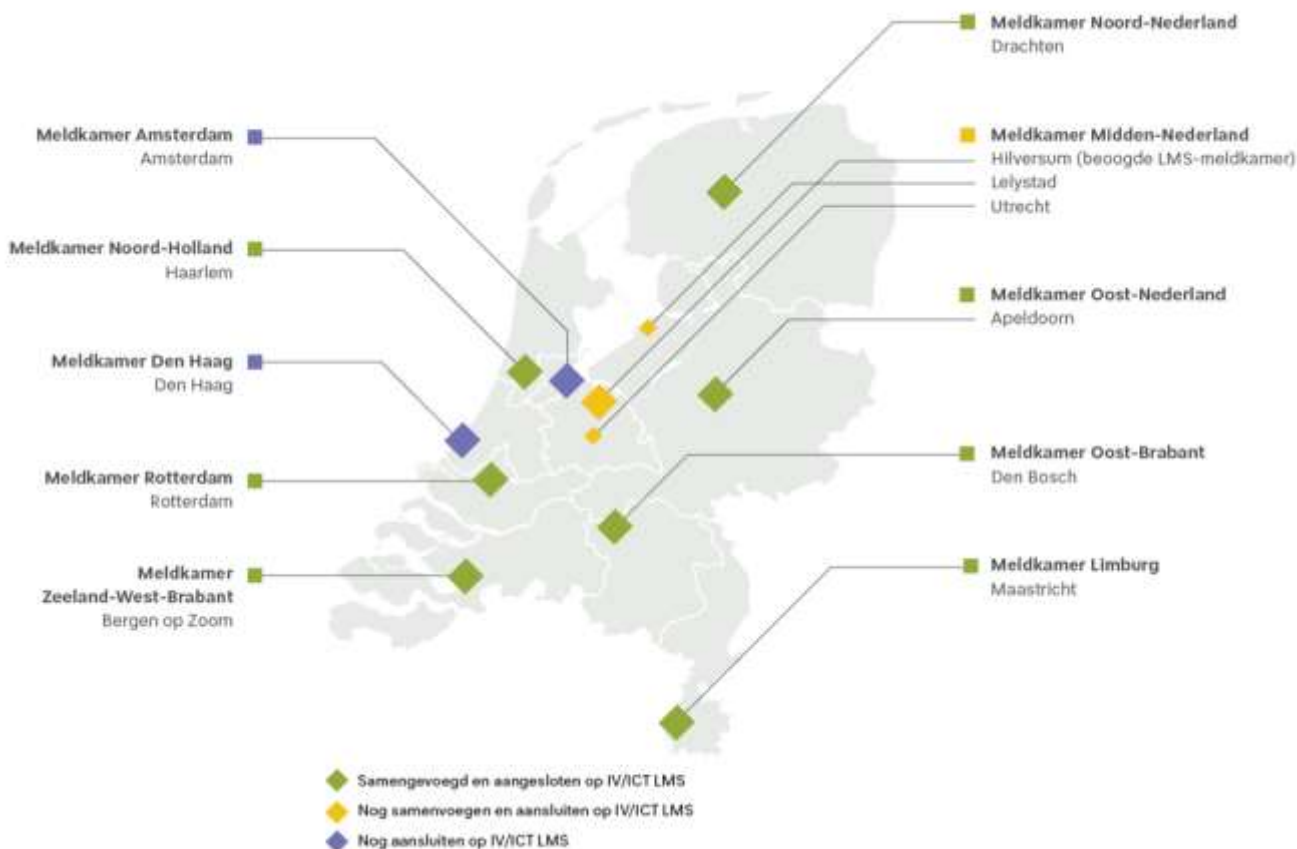 Meldkamer Amsterdam
Amsterdam
Meldkamer Noord-Holland
Haarlem
Meldkamer Den Haag
Den Haag
Meldkamer Rotterdam
Rotterdam
Meldkamer
Zeeland-West-Brabant
Bergen op Zoom
Meldkamer Noord-Nederland
Drachten
Meldkamer Midden-Nederland
Hilversum (beoogde LMS-meldkamer)
Lelystad
Utrecht
Meldkamer Oost-Nederland
Apeldoorn
Meldkamer Oost-Brabant
Den Bosch
Meldkamer Limburg
Maastricht
Samengevoegd en aangesloten op IV/ICT LMS
Nog samenvoegen en aansluiten op IV/ICT LMS
Nog aansluiten op IV/ICT LMS